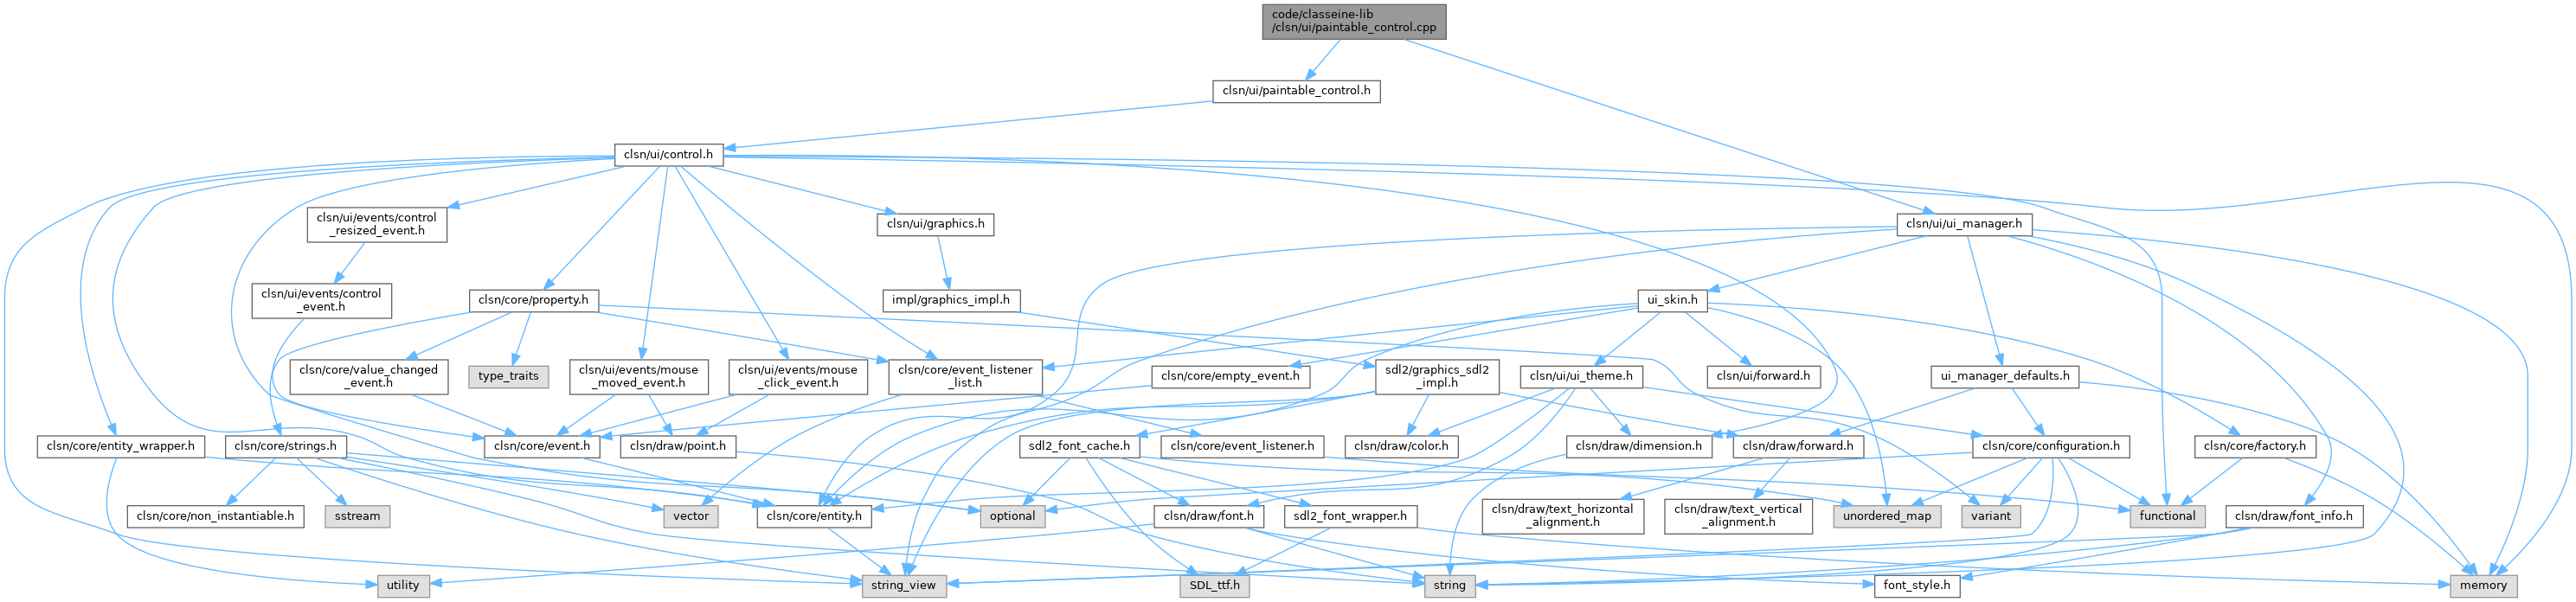 code/classeine-lib
/clsn/ui/paintable_control.cpp
clsn/ui/paintable_control.h
clsn/ui/control.h
clsn/ui/events/control
_resized_event.h
clsn/ui/graphics.h
clsn/ui/ui_manager.h
clsn/ui/events/control
_event.h
clsn/core/property.h
impl/graphics_impl.h
ui_skin.h
clsn/core/value_changed
_event.h
type_traits
clsn/ui/events/mouse
_moved_event.h
clsn/ui/events/mouse
_click_event.h
clsn/core/event_listener
_list.h
clsn/core/empty_event.h
sdl2/graphics_sdl2
_impl.h
clsn/ui/ui_theme.h
clsn/ui/forward.h
ui_manager_defaults.h
clsn/core/entity_wrapper.h
clsn/core/strings.h
clsn/core/event.h
clsn/draw/point.h
sdl2_font_cache.h
clsn/core/event_listener.h
clsn/draw/color.h
clsn/draw/dimension.h
clsn/draw/forward.h
clsn/core/configuration.h
clsn/core/factory.h
clsn/core/non_instantiable.h
sstream
vector
clsn/core/entity.h
optional
clsn/draw/font.h
sdl2_font_wrapper.h
clsn/draw/text_horizontal
_alignment.h
clsn/draw/text_vertical
_alignment.h
unordered_map
variant
functional
clsn/draw/font_info.h
utility
string_view
SDL_ttf.h
string
font_style.h
memory